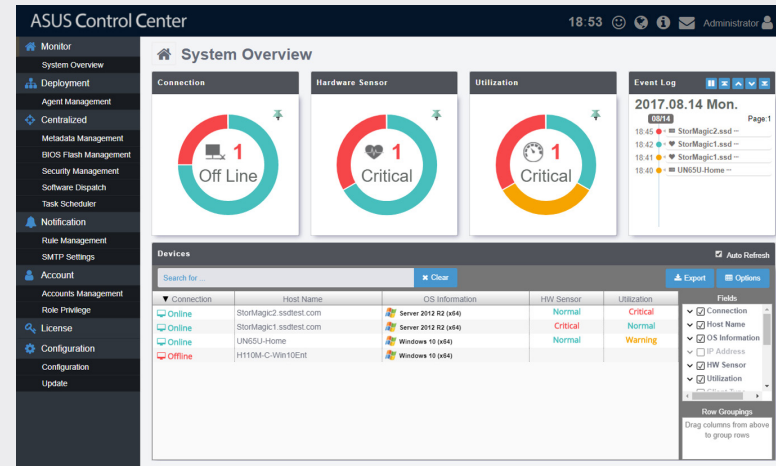 ASUS Control Center
18:53
Administrator
Monitor
System Overview
Deployment
Agent Management
Centralized
Metadata Management
BIOS Flash Management
Security Management
Software Dispatch
Task Scheduler
Notification
Rule Management
SMTP Settings
Account
Accounts Management
Role Privilege
License
Configuration
Configuration
Update
System Overview
Connection
1
Off Line
Hardware Sensor
1
Critical
Utilization
1
Critical
Event Log
2017.08.14 Mon.
08/14 Page:1
18:45 StorMagic2.ssd ...
18:42 StorMagic1.ssd ...
18:41 StorMagic1.ssd ...
18:40 UN65U-Home ...
Devices
Auto Refresh
Search for ...
Clear
Export
Options
Connection Host Name OS Information HW Sensor Utilization
Online StorMagic2.ssdtest.com Server 2012 R2 (x64) Normal Critical
Online StorMagic1.ssdtest.com Server 2012 R2 (x64) Critical Normal
Online UN65U-Home Windows 10 (x64) Normal Warning
Offline H110M-C-Win10Ent Windows 10 (x64)
Fields
Connection
Host Name
OS Information
IP Address
HW Sensor
Utilization
Row Groupings
Drag columns from above
to group rows